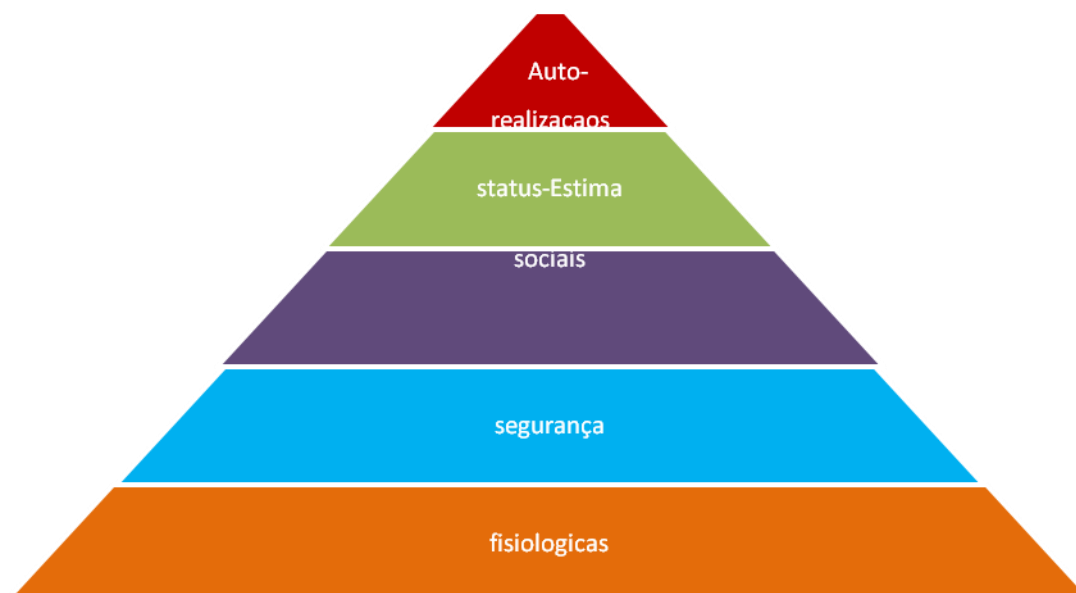 Auto-
realizacaos
status-Estima
sociais
segurança
fisiologicas